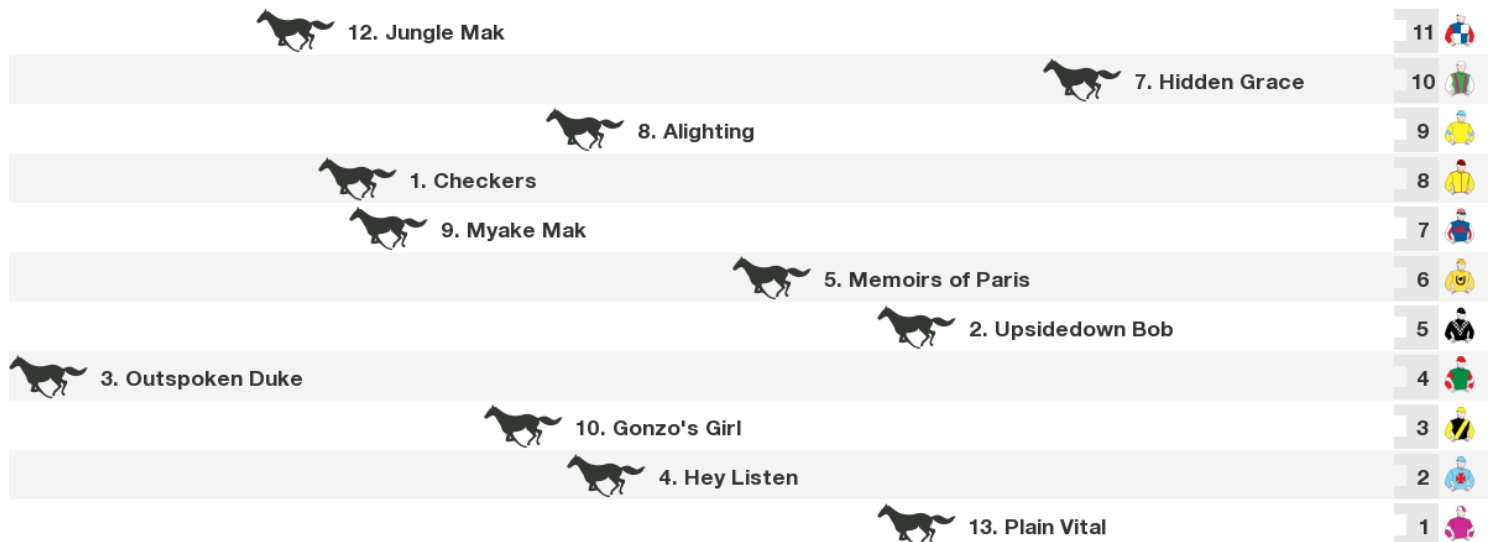 12. Jungle Mak 11
7. Hidden Grace 10
8. Alighting 9
1. Checkers 8
9. Myake Mak 7
5. Memoirs of Paris 6
2. Upsidedown Bob 5
3. Outspoken Duke 4
10. Gonzo's Girl 3
4. Hey Listen 2
13. Plain Vital 1